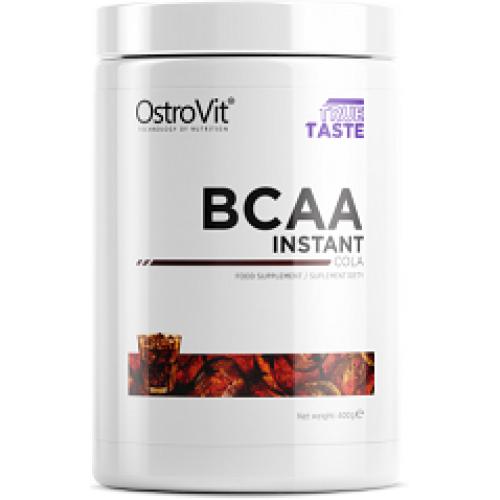 OstroVit®
TECHNOLOGY OF NUTRITION
TRUE
TASTE
BCAA
INSTANT
COLA
FOOD SUPPLEMENT / SUPLEMENT DIETY
Net weight: 400g℮